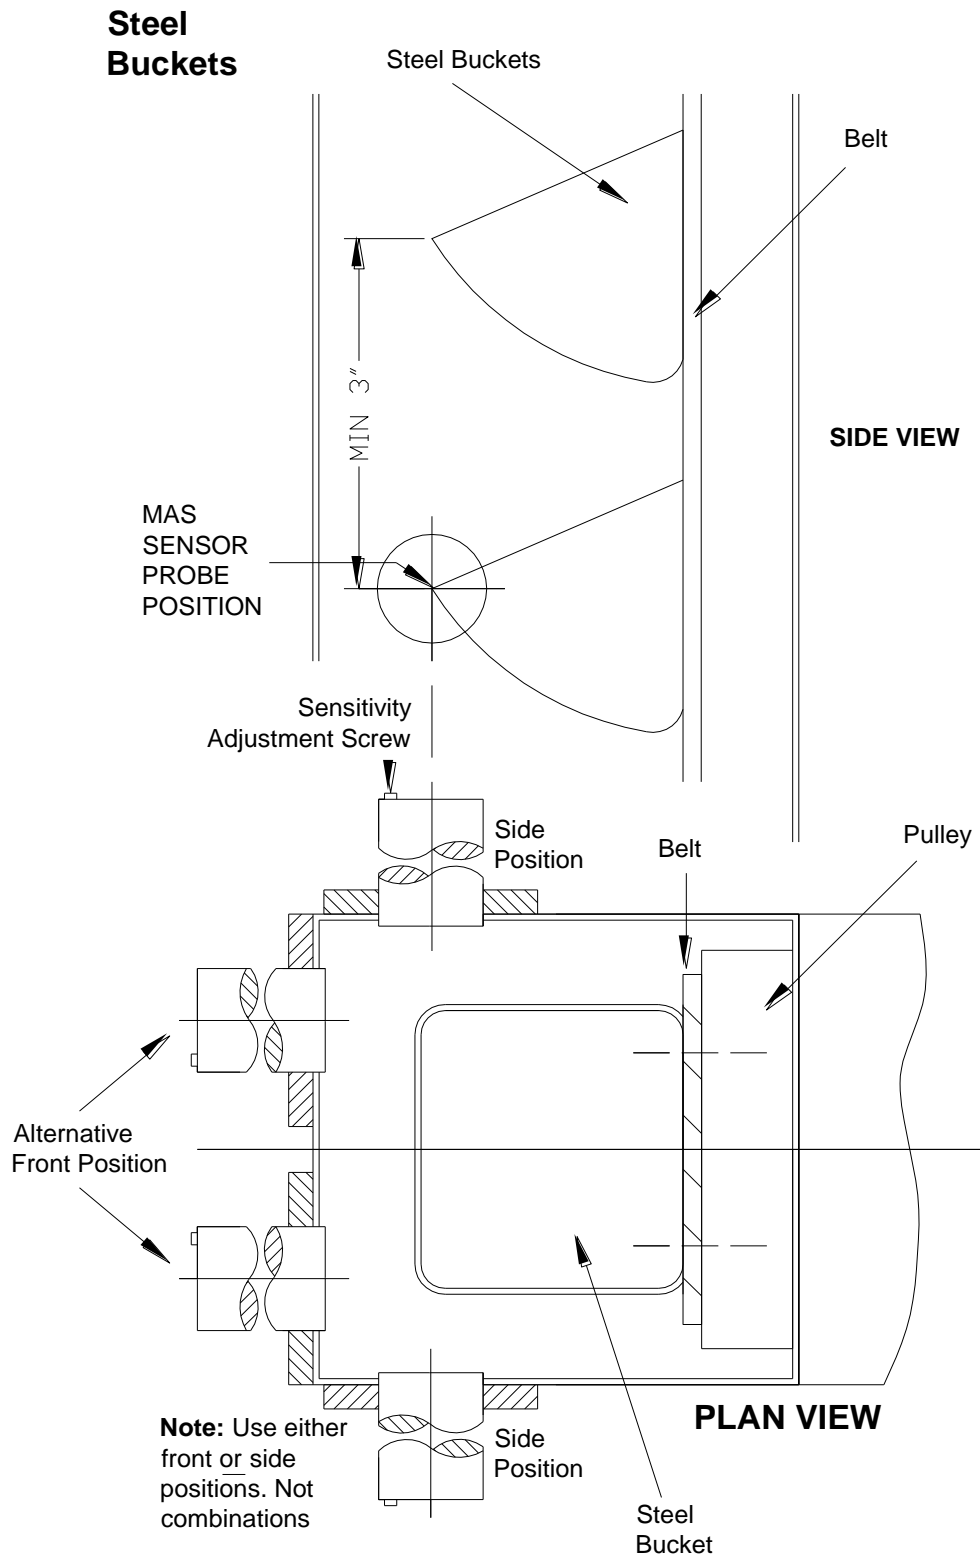 Steel
Buckets
Steel Buckets
Belt
MIN 3"
SIDE VIEW
MAS
SENSOR
PROBE
POSITION
Sensitivity
Adjustment Screw
Side
Position
Belt
Pulley
Alternative
Front Position
PLAN VIEW
Note: Use either
front or side
positions. Not
combinations
Side
Position
Steel
Bucket